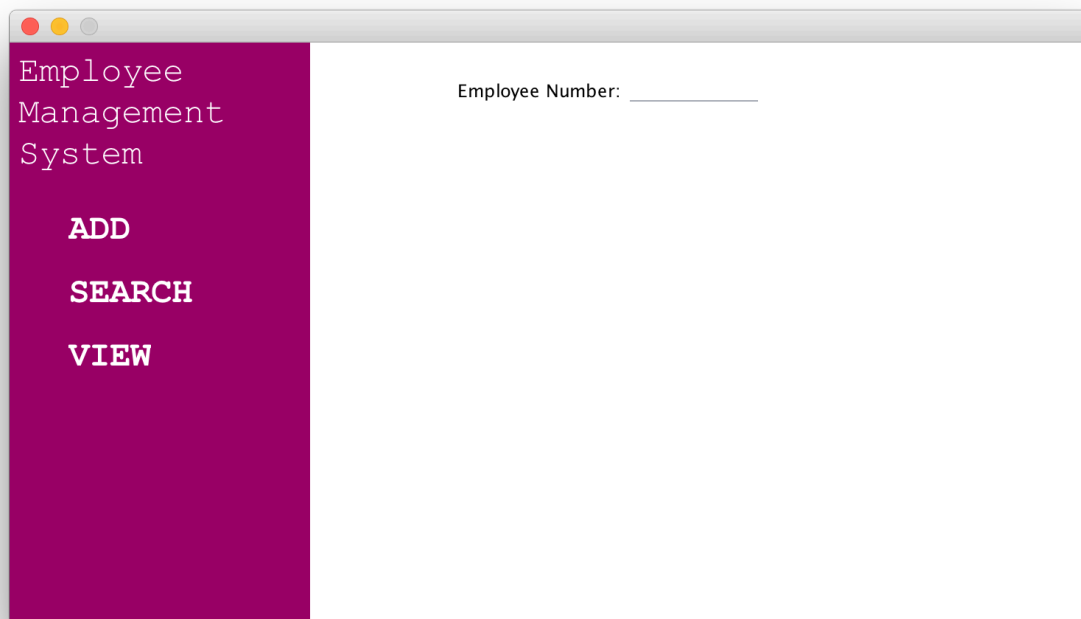 Employee
Management
System
ADD
SEARCH
VIEW
Employee Number: